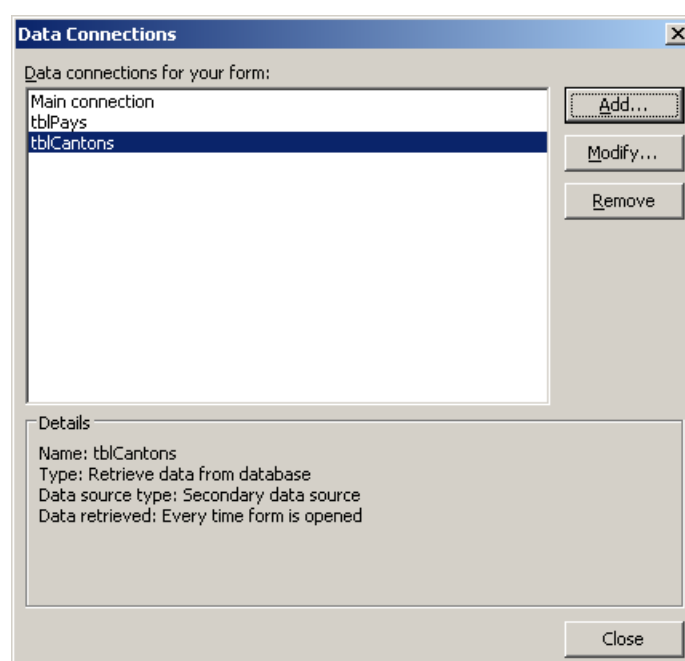 Data Connections
Data connections for your form:
Main connection
tblPays
tblCantons
Add...
Modify...
Remove
Details
Name: tblCantons
Type: Retrieve data from database
Data source type: Secondary data source
Data retrieved: Every time form is opened
Close